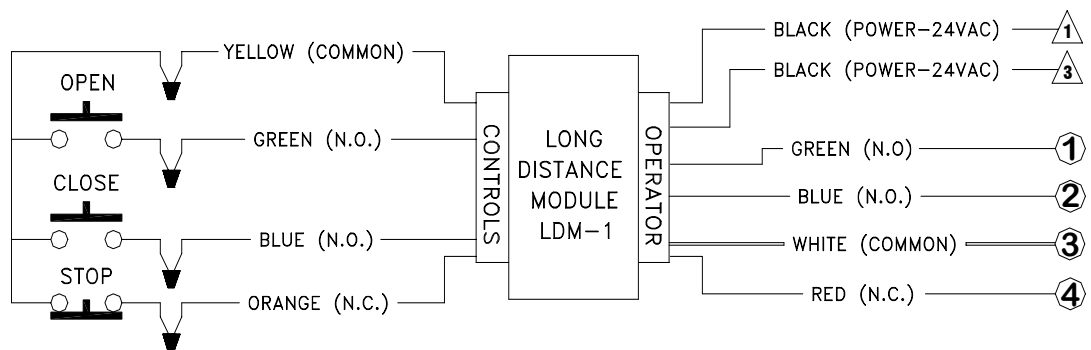 YELLOW (COMMON)
OPEN
GREEN (N.O.)
CLOSE
BLUE (N.O.)
STOP
ORANGE (N.C.)
CONTROLS
LONG
DISTANCE
MODULE
LDM-1
OPERATOR
BLACK (POWER-24VAC)
1
BLACK (POWER-24VAC)
3
GREEN (N.O)
1
BLUE (N.O.)
2
WHITE (COMMON)
3
RED (N.C.)
4